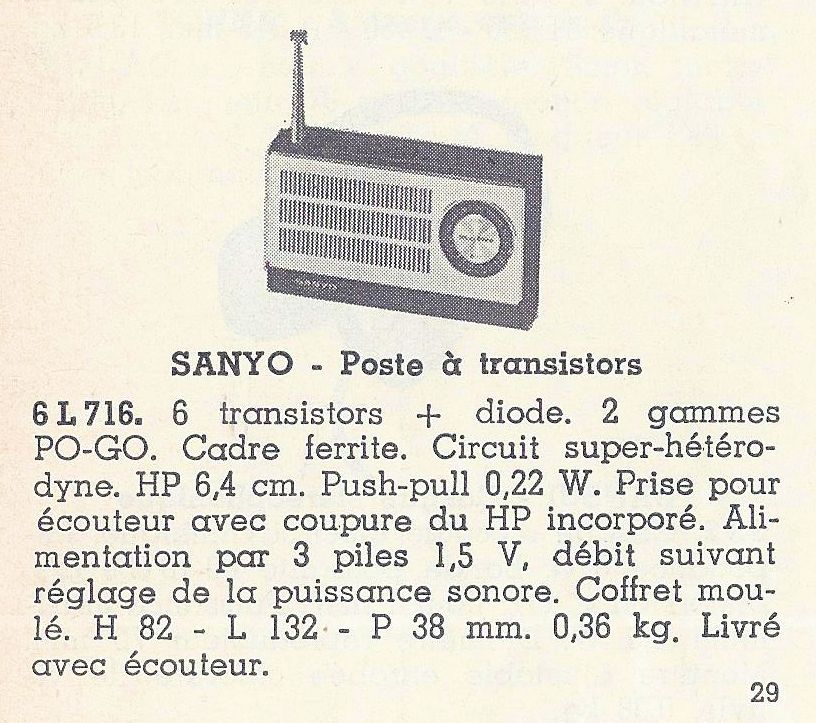 SANYO
SANYO - Poste à transistors
6 L 716. 6 transistors + diode. 2 gammes
PO-GO. Cadre ferrite. Circuit super-hétéro-
dyne. HP 6,4 cm. Push-pull 0,22 W. Prise pour
écouteur avec coupure du HP incorporé. Ali-
mentation par 3 piles 1,5 V, débit suivant
réglage de la puissance sonore. Coffret mou-
lé. H 82 - L 132 - P 38 mm. 0,36 kg. Livré
avec écouteur.
29